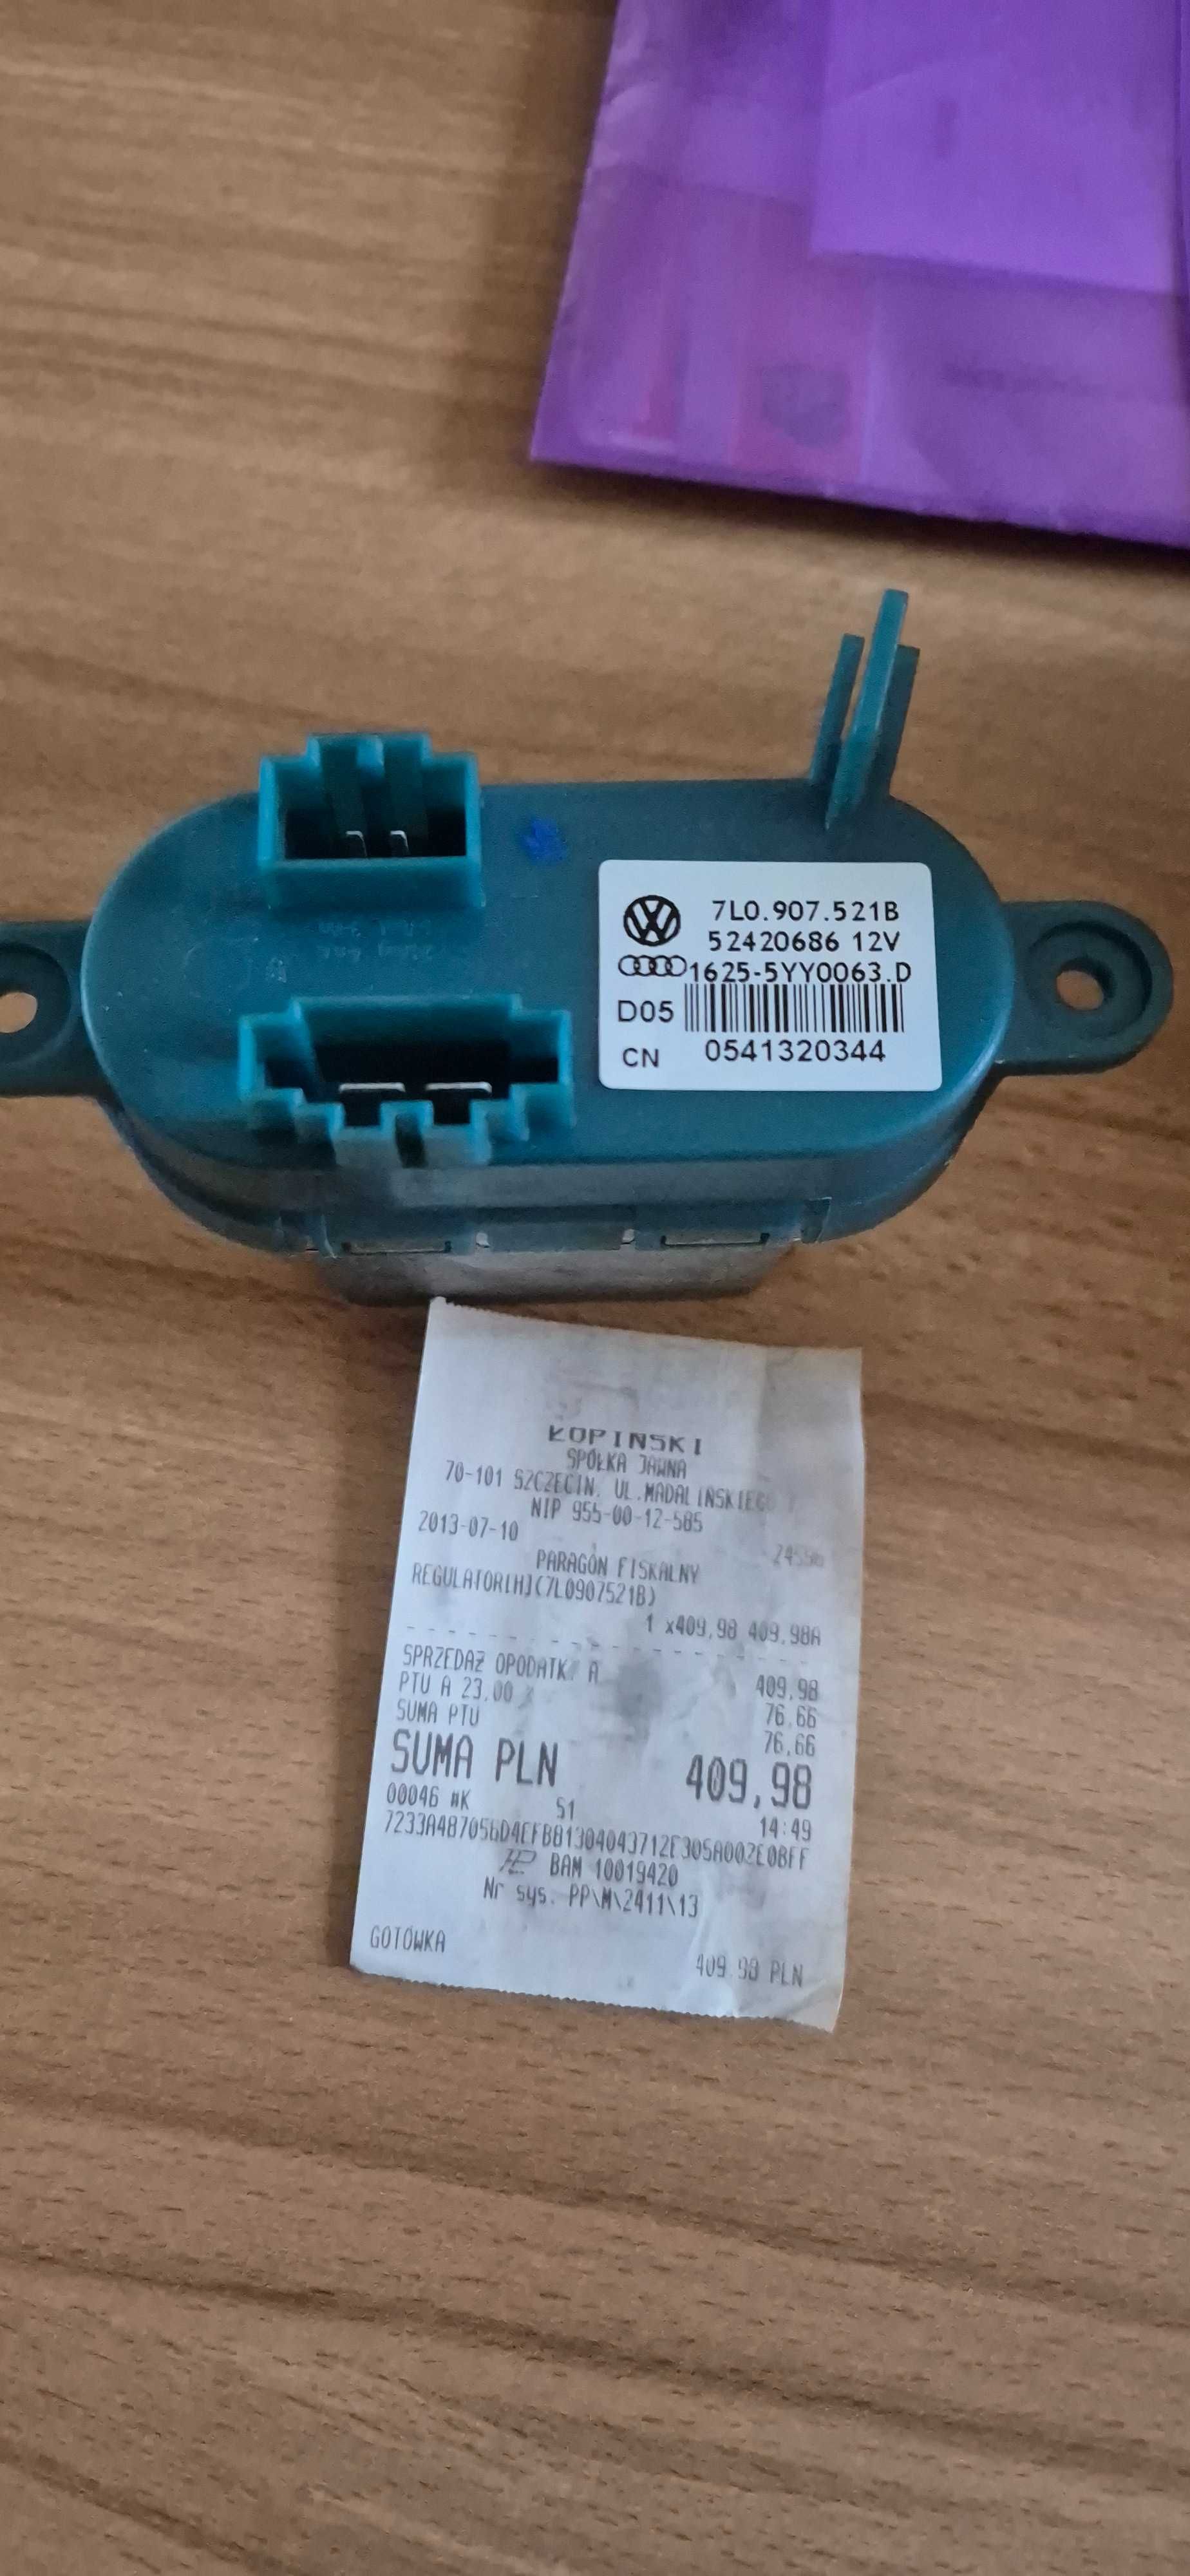 7L0.907.521B
52420686 12V
1625-5YY0063.D
D05
CN 0541320344
ŁOPIŃSKI
SPÓŁKA JAWNA
70-101 SZCZECIN. UL.MADALIŃSKIEGO
NIP 955-00-12-585
2013-07-10
PARAGON FISKALNY
REGULATOR[H](7L0907521B)
1 x409,98 409,98A
SPRZEDAŻ OPODATK. A 409,98
PTU A 23,00 % 76,66
SUMA PTU 76,66
SUMA PLN 409,98
00046 #K S1 14:49
BAM 10019420
Nr sys. PP\M\2411\13
GOTÓWKA 409,98 PLN